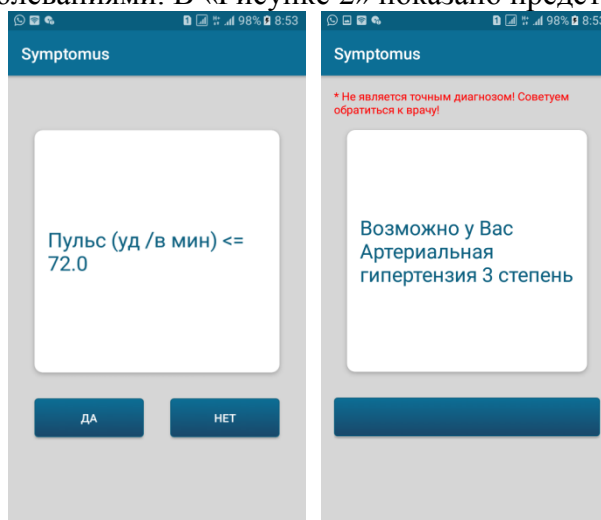 олеваниями. В «Рисунке 2» показано предст
98% 8:53
Symptomus
Пульс (уд /в мин) <=
72.0
ДА
НЕТ
98% 8:53
Symptomus
* Не является точным диагнозом! Советуем
обратиться к врачу!
Возможно у Вас
Артериальная
гипертензия 3 степень